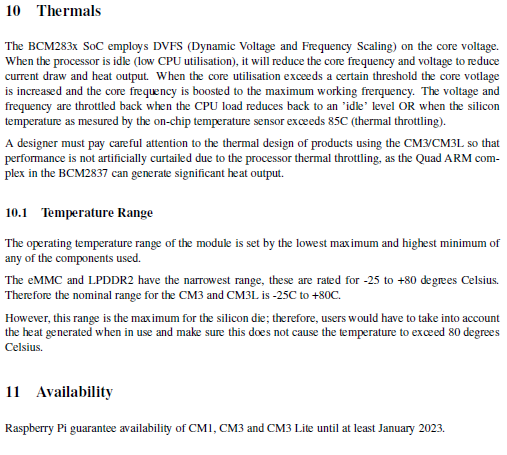 10 Thermals
The BCM283x SoC employs DVFS (Dynamic Voltage and Frequency Scaling) on the core voltage.
When the processor is idle (low CPU utilisation), it will reduce the core frequency and voltage to reduce
current draw and heat output. When the core utilisation exceeds a certain threshold the core votlage
is increased and the core frequency is boosted to the maximum working frerquency. The voltage and
frequency are throttled back when the CPU load reduces back to an 'idle' level OR when the silicon
temperature as mesured by the on-chip temperature sensor exceeds 85C (thermal throttling).
A designer must pay careful attention to the thermal design of products using the CM3/CM3L so that
performance is not artificially curtailed due to the processor thermal throttling, as the Quad ARM com-
plex in the BCM2837 can generate significant heat output.
10.1 Temperature Range
The operating temperature range of the module is set by the lowest maximum and highest minimum of
any of the components used.
The eMMC and LPDDR2 have the narrowest range, these are rated for -25 to +80 degrees Celsius.
Therefore the nominal range for the CM3 and CM3L is -25C to +80C.
However, this range is the maximum for the silicon die; therefore, users would have to take into account
the heat generated when in use and make sure this does not cause the temperature to exceed 80 degrees
Celsius.
11 Availability
Raspberry Pi guarantee availability of CM1, CM3 and CM3 Lite until at least January 2023.